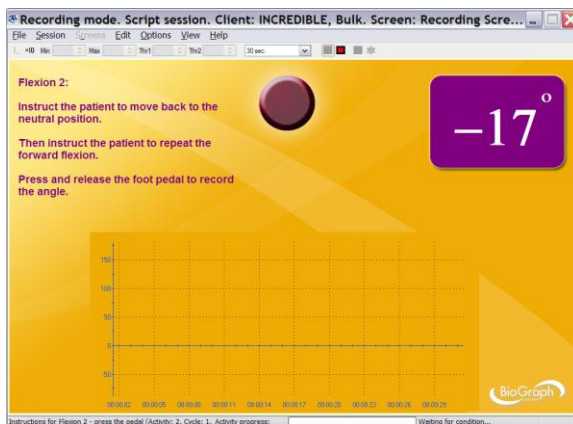 Recording mode. Script session. Client: INCREDIBLE, Bulk. Screen: Recording Scre...
File Session Screens Edit Options View Help
Min Max Thr1 Thr2 30 sec.
Flexion 2:
Instruct the patient to move back to the
neutral position.
Then instruct the patient to repeat the
forward flexion.
Press and release the foot pedal to record
the angle.
−17°
150
100
50
0
-50
00:00:02 00:00:05 00:00:08 00:00:11 00:00:14 00:00:17 00:00:20 00:00:23 00:00:26 00:00:29
BioGraph
Instructions for Flexion 2 - press the pedal (Activity: 2, Cycle: 1, Activity progress: Waiting for condition...